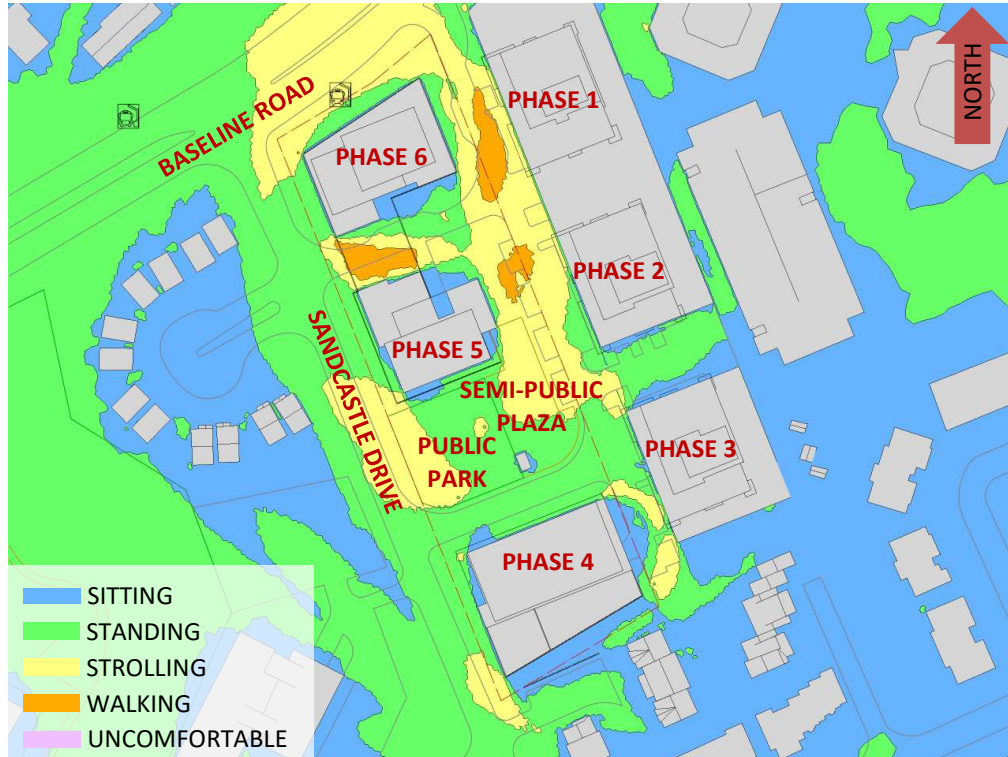 NORTH
BASELINE ROAD
PHASE 1
PHASE 6
PHASE 2
SANDCASTLE DRIVE
PHASE 5
SEMI-PUBLIC
PLAZA
PUBLIC
PARK
PHASE 3
PHASE 4
SITTING
STANDING
STROLLING
WALKING
UNCOMFORTABLE